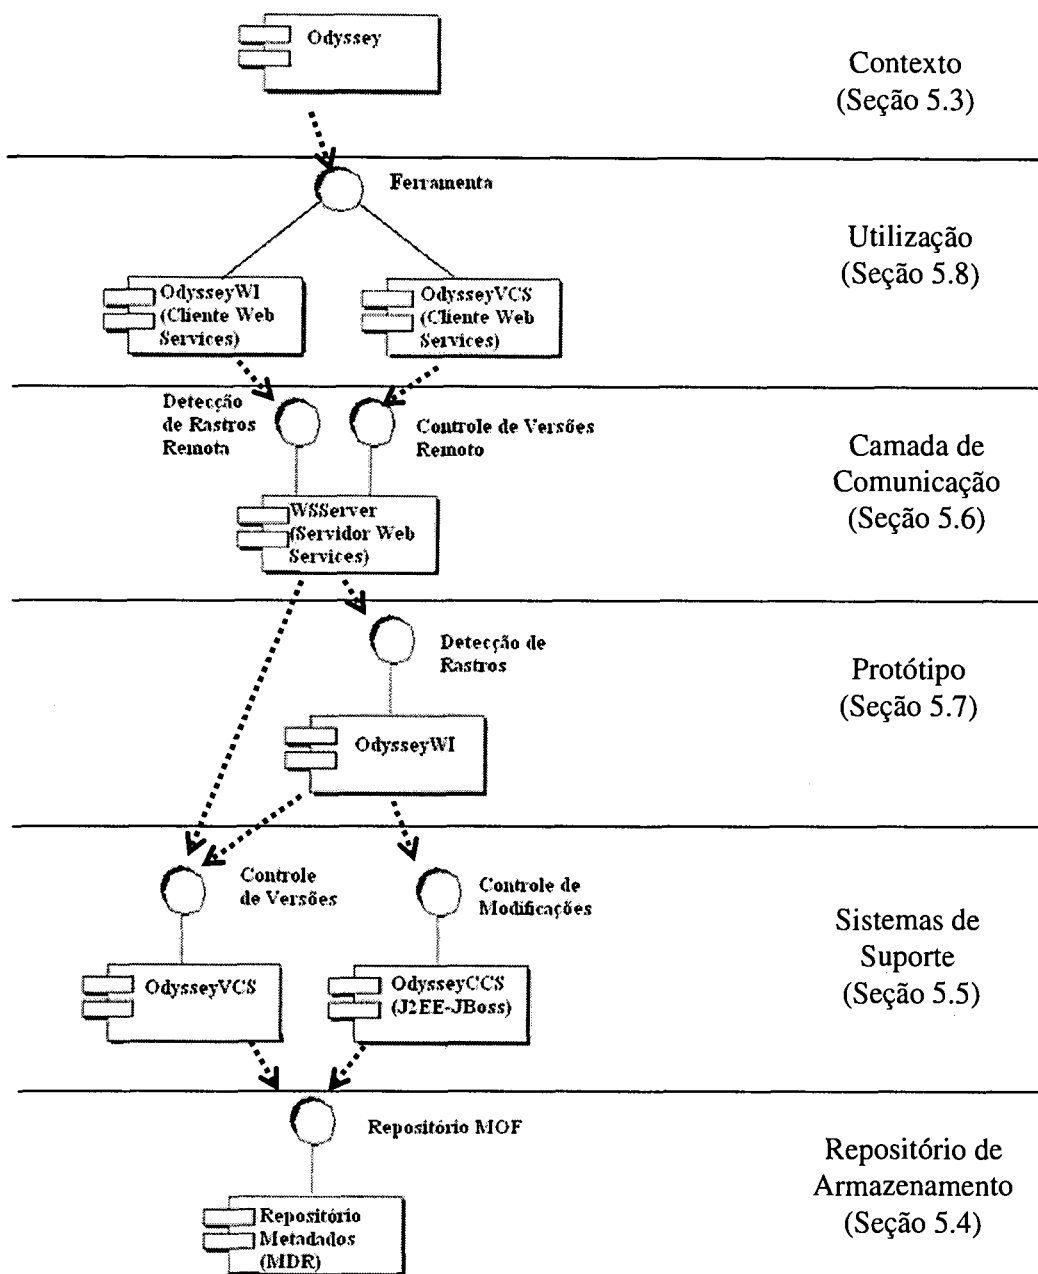 Odyssey
Contexto
(Seção 5.3)
Ferramenta
Utilização
(Seção 5.8)
OdysseyWI
(Cliente Web
Services)
OdysseyVCS
(Cliente Web
Services)
Detecção
de Rastros
Remota
Controle de Versões
Remoto
Camada de
Comunicação
(Seção 5.6)
WSServer
(Servidor Web
Services)
Detecção de
Rastros
Protótipo
(Seção 5.7)
OdysseyWI
Controle
de Versões
Controle de
Modificações
Sistemas de
Suporte
(Seção 5.5)
OdysseyVCS
OdysseyCCS
(J2EE-JBoss)
Repositório MOF
Repositório de
Armazenamento
(Seção 5.4)
Repositório
Metadados
(MDR)